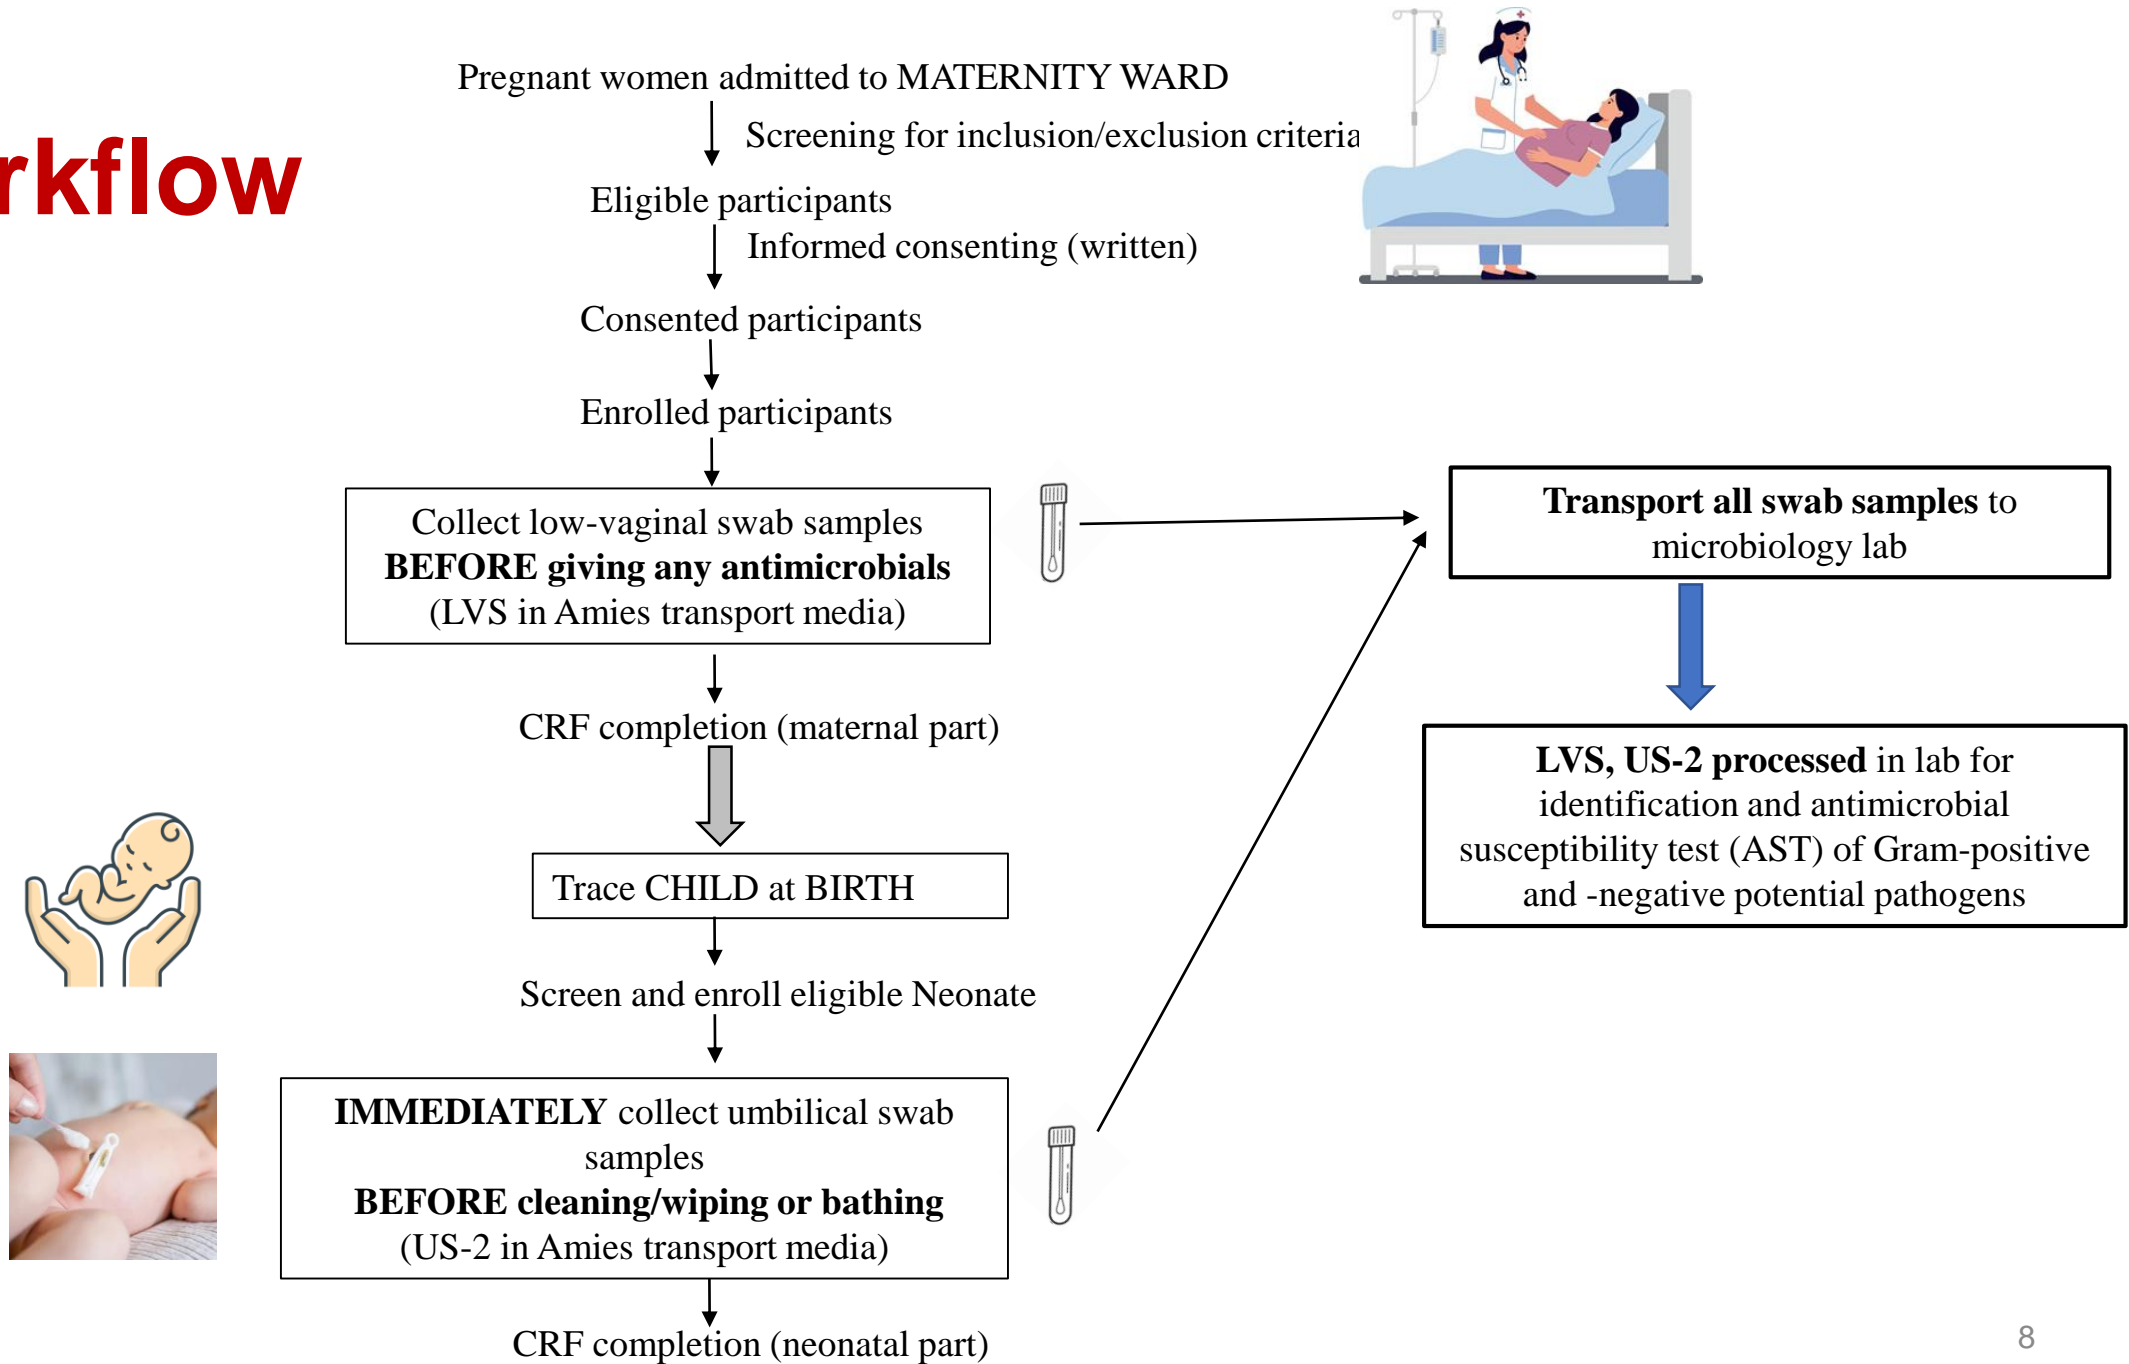 rkflow
Pregnant women admitted to MATERNITY WARD
Screening for inclusion/exclusion criteria
Eligible participants
Informed consenting (written)
Consented participants
Enrolled participants
Collect low-vaginal swab samples
BEFORE giving any antimicrobials
(LVS in Amies transport media)
CRF completion (maternal part)
Trace CHILD at BIRTH
Screen and enroll eligible Neonate
IMMEDIATELY collect umbilical swab
samples
BEFORE cleaning/wiping or bathing
(US-2 in Amies transport media)
CRF completion (neonatal part)
Transport all swab samples to
microbiology lab
LVS, US-2 processed in lab for
identification and antimicrobial
susceptibility test (AST) of Gram-positive
and -negative potential pathogens
8